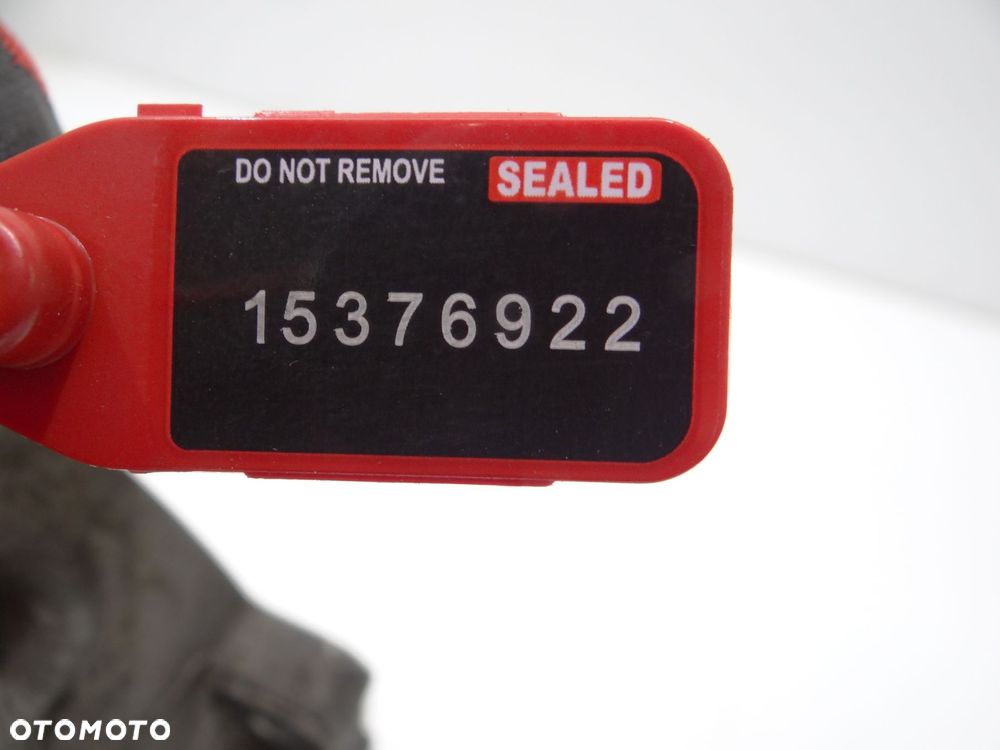 DO NOT REMOVE SEALED
15376922
OTOMOTO